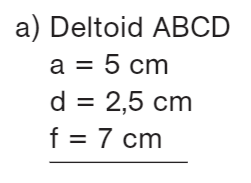 a) Deltoid ABCD
a = 5 cm
d = 2,5 cm
f = 7 cm